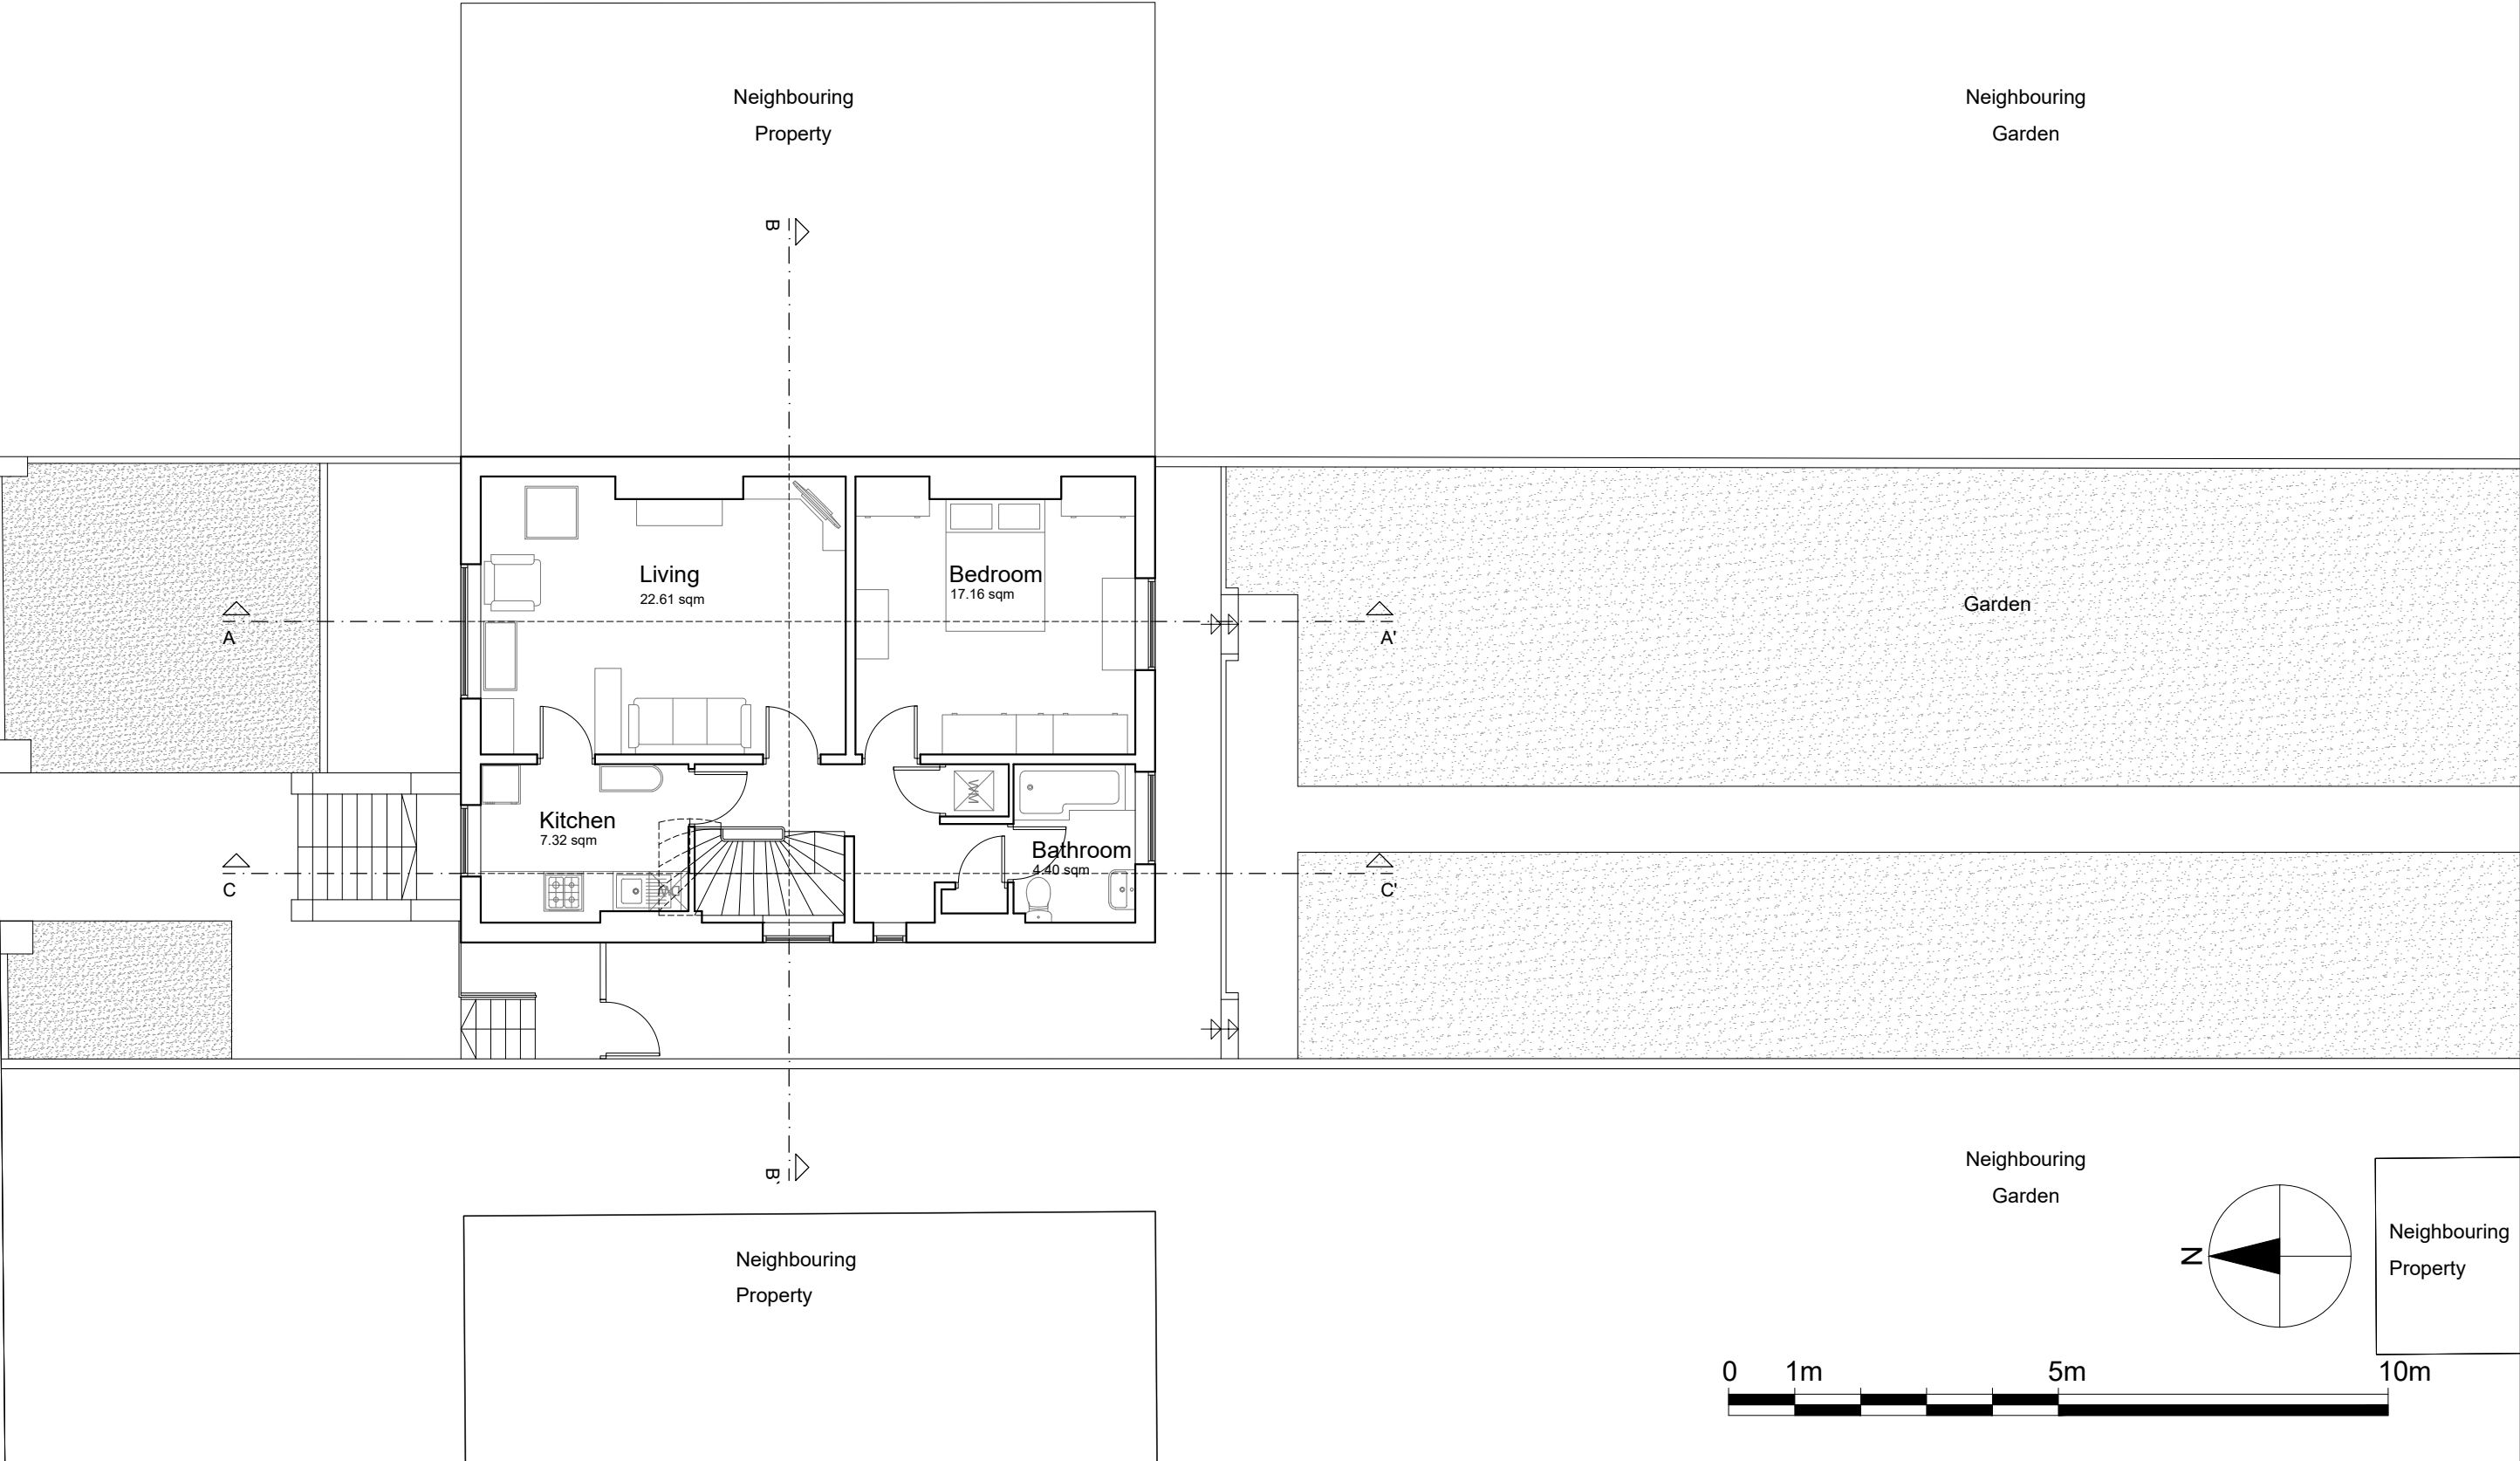 Neighbouring
Property
Neighbouring
Garden
B
Living
22.61 sqm
Bedroom
17.16 sqm
Garden
A
A'
Kitchen
7.32 sqm
WM
Bathroom
4.40 sqm
C
C'
B'
Neighbouring
Garden
Neighbouring
Property
Neighbouring
Property
N
0 1m 5m 10m